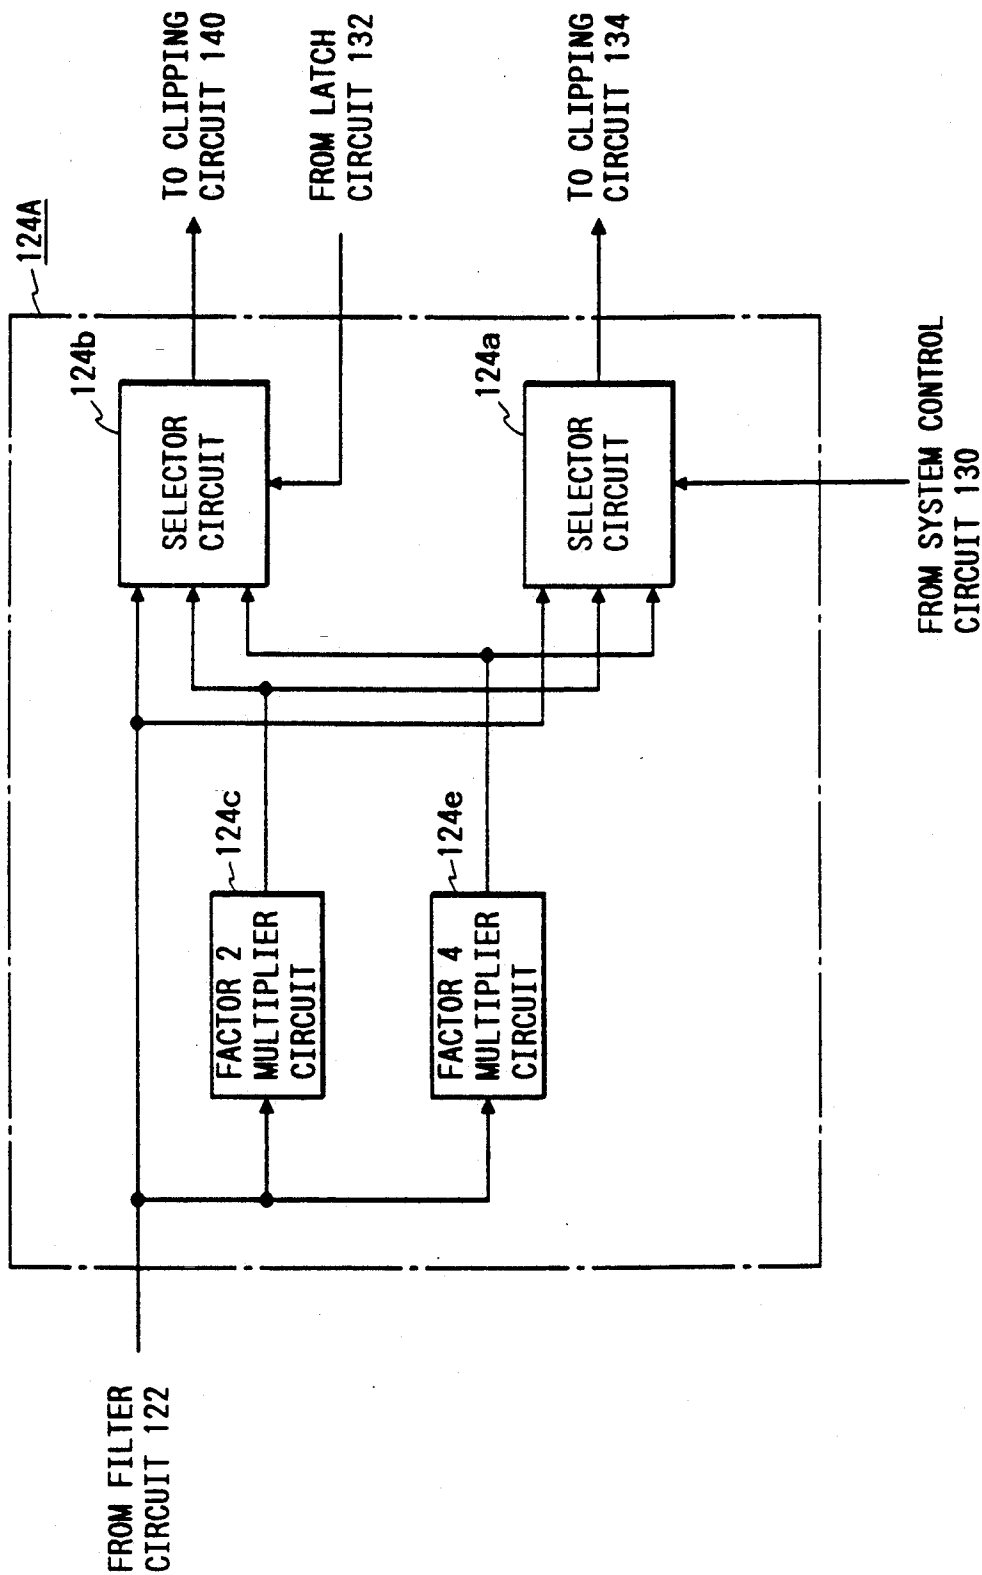 124A
FROM FILTER
CIRCUIT 122
FACTOR 2
MULTIPLIER
CIRCUIT
124c
FACTOR 4
MULTIPLIER
CIRCUIT
124e
SELECTOR
CIRCUIT
124b
SELECTOR
CIRCUIT
124a
TO CLIPPING
CIRCUIT 140
FROM LATCH
CIRCUIT 132
TO CLIPPING
CIRCUIT 134
FROM SYSTEM CONTROL
CIRCUIT 130